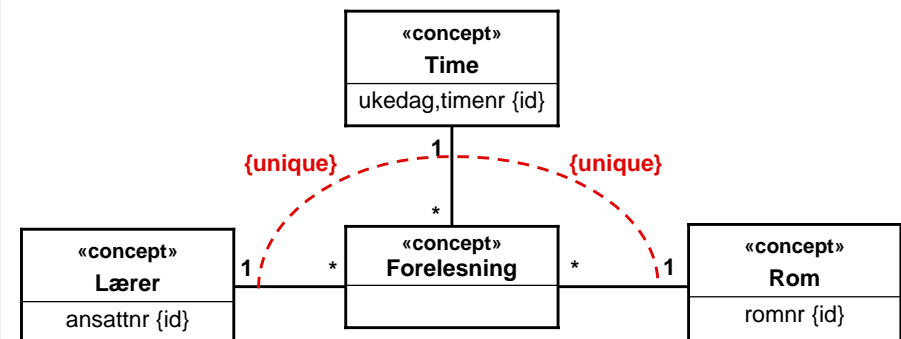 «concept»
Time
ukedag,timenr {id}
1
{unique}
{unique}
*
«concept»
Lærer
ansattnr {id}
1
*
«concept»
Forelesning
*
1
«concept»
Rom
romnr {id}